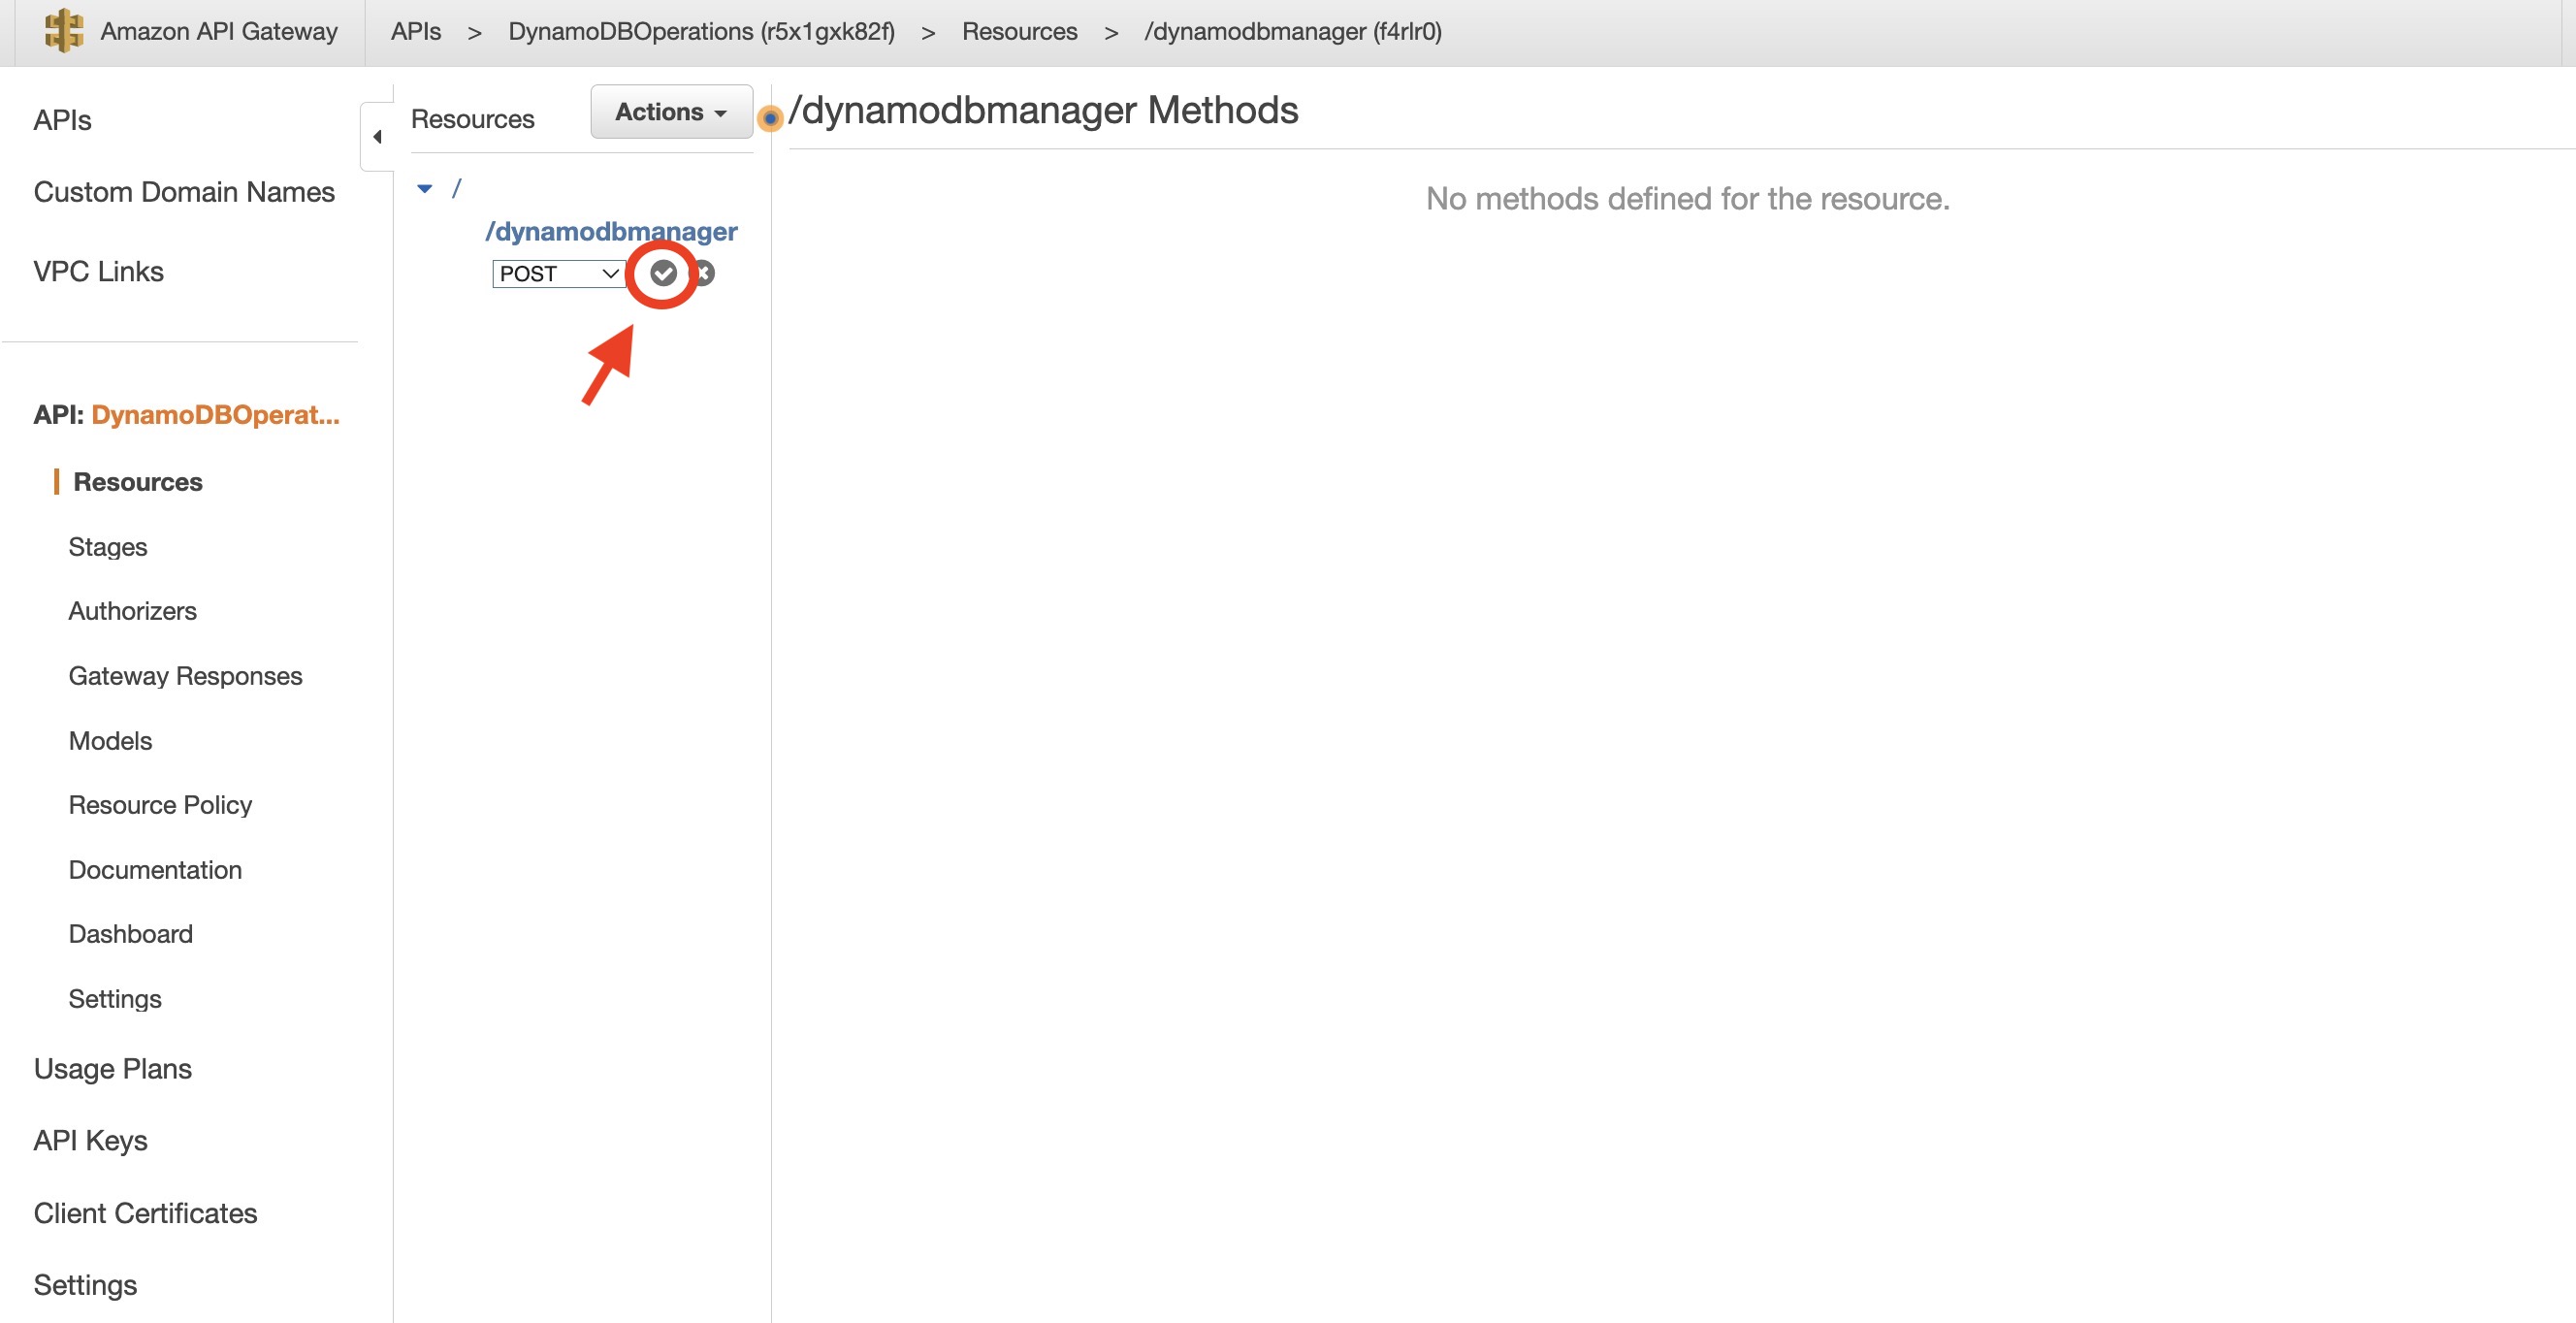 Amazon API Gateway
APIs > DynamoDBOperations (r5x1gxk82f) > Resources > /dynamodbmanager (f4rlr0)
APIs
Custom Domain Names
VPC Links
API: DynamoDBOperat...
Resources
Stages
Authorizers
Gateway Responses
Models
Resource Policy
Documentation
Dashboard
Settings
Usage Plans
API Keys
Client Certificates
Settings
Resources
Actions
/
/dynamodbmanager
POST
/dynamodbmanager Methods
No methods defined for the resource.